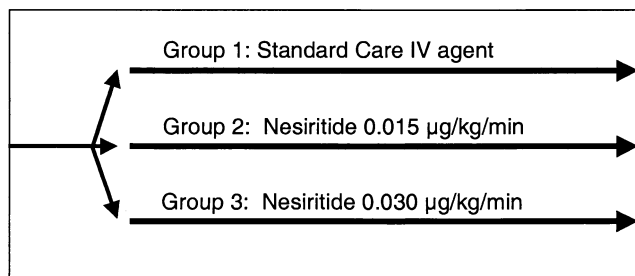 Group 1: Standard Care IV agent
Group 2:  Nesiritide 0.015 µg/kg/min
Group 3:  Nesiritide 0.030 µg/kg/min